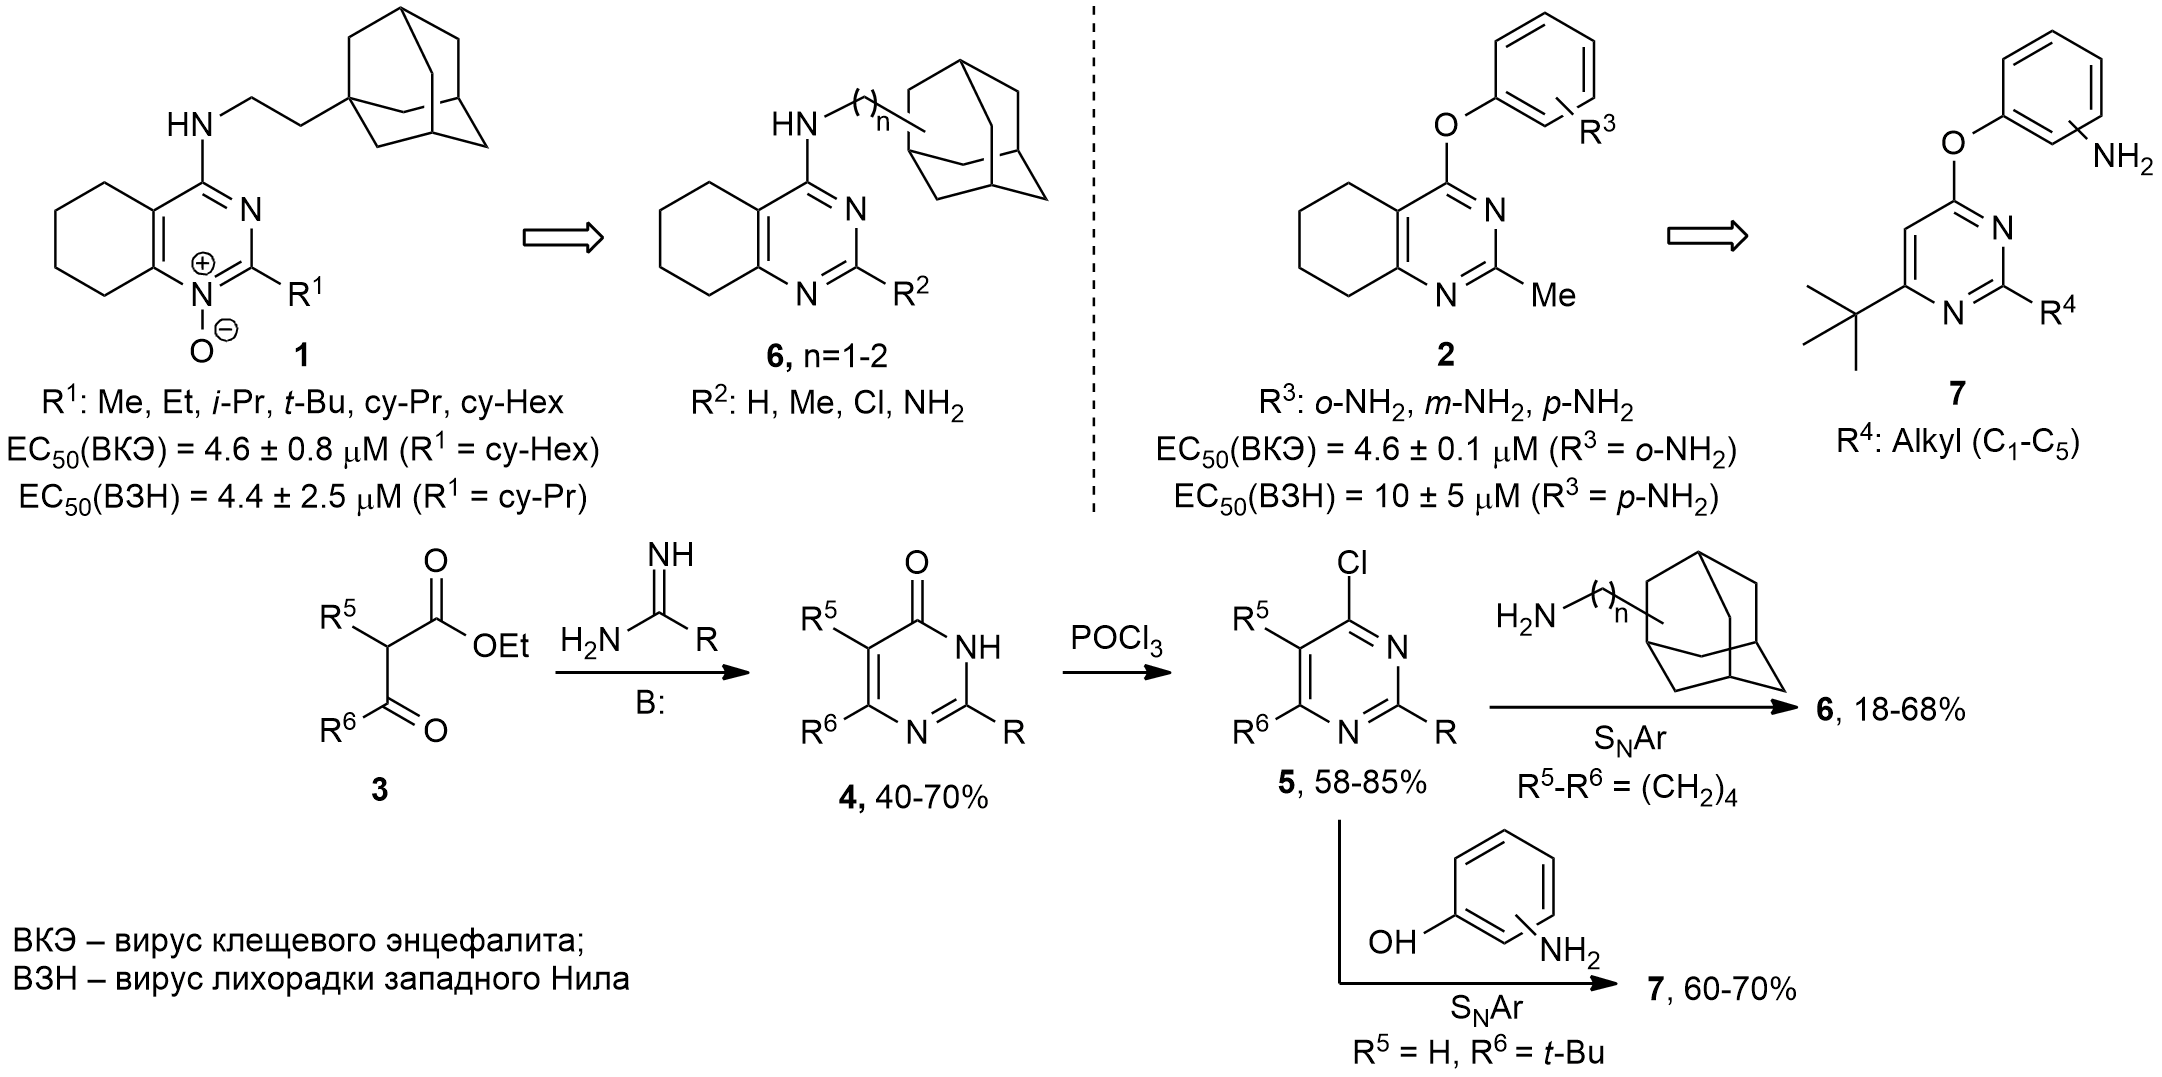 HN
N
N⊕
O⊖
R¹
1
R¹: Me, Et, i-Pr, t-Bu, cy-Pr, cy-Hex
EC₅₀(ВКЭ) = 4.6 ± 0.8 μM (R¹ = cy-Hex)
EC₅₀(ВЗН) = 4.4 ± 2.5 μM (R¹ = cy-Pr)
HN
( )n
N
N
R²
6, n=1-2
R²: H, Me, Cl, NH₂
O
R³
N
N
Me
2
R³: o-NH₂, m-NH₂, p-NH₂
EC₅₀(ВКЭ) = 4.6 ± 0.1 μM (R³ = o-NH₂)
EC₅₀(ВЗН) = 10 ± 5 μM (R³ = p-NH₂)
O
NH₂
N
N
R⁴
7
R⁴: Alkyl (C₁-C₅)
O
R⁵
OEt
R⁶
O
3
NH
H₂N
R
B:
O
R⁵
NH
R⁶
N
R
4, 40-70%
POCl₃
Cl
R⁵
N
R⁶
N
R
5, 58-85%
H₂N
( )n
SNAr
R⁵-R⁶ = (CH₂)₄
6, 18-68%
OH
NH₂
SNAr
R⁵ = H, R⁶ = t-Bu
7, 60-70%
ВКЭ – вирус клещевого энцефалита;
ВЗН – вирус лихорадки западного Нила